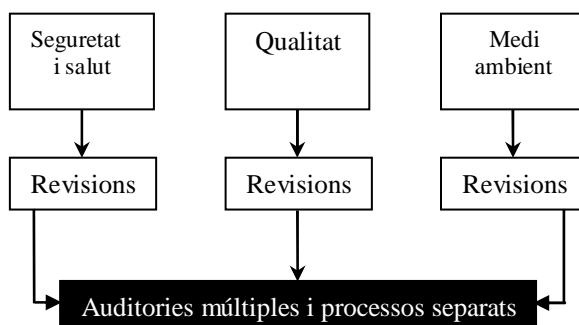 Seguretat
i salut
Qualitat
Medi
ambient
Revisions
Revisions
Revisions
Auditories múltiples i processos separats